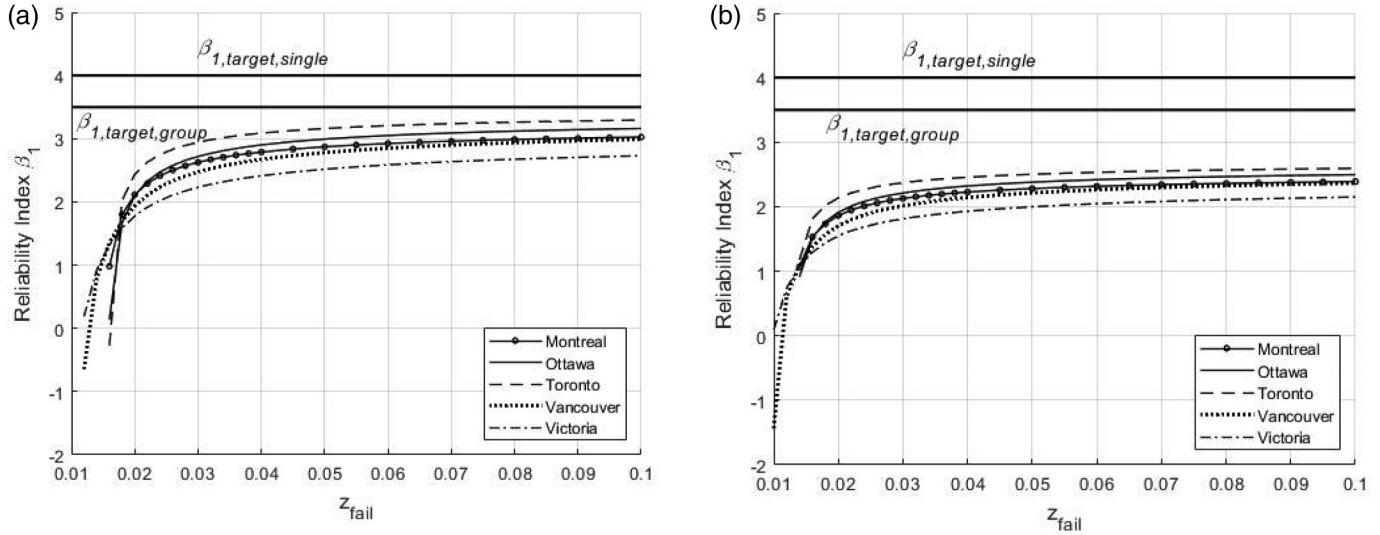 (a)
5
4
3
2
1
0
-1
-2
Reliability Index β1
β1,target,single
β1,target,group
Montreal
Ottawa
Toronto
Vancouver
Victoria
0.01 0.02 0.03 0.04 0.05 0.06 0.07 0.08 0.09 0.1
zfail
(b)
5
4
3
2
1
0
-1
-2
Reliability Index β1
β1,target,single
β1,target,group
Montreal
Ottawa
Toronto
Vancouver
Victoria
0.01 0.02 0.03 0.04 0.05 0.06 0.07 0.08 0.09 0.1
zfail